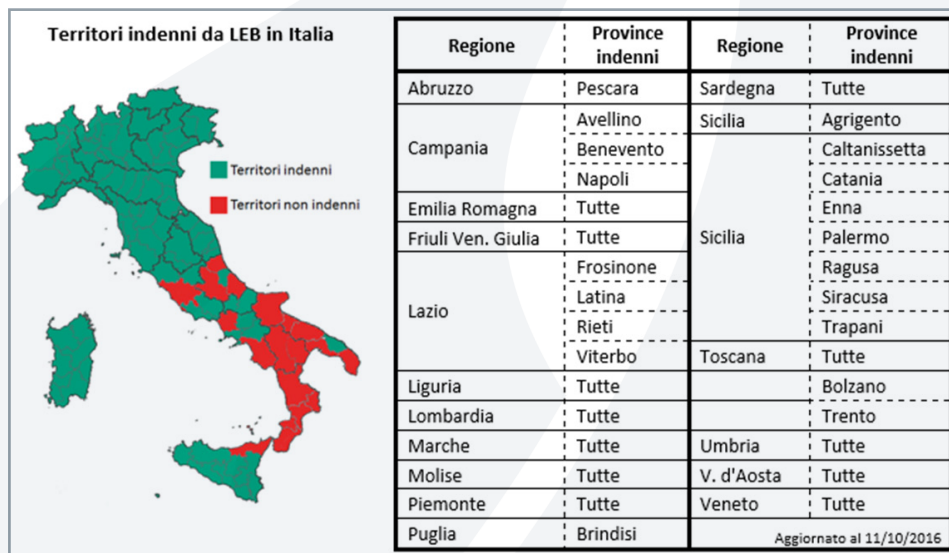 Territori indenni da LEB in Italia
Territori indenni
Territori non indenni
Regione Province indenni Regione Province indenni
Abruzzo Pescara Sardegna Tutte
Campania Avellino Sicilia Agrigento
Benevento Sicilia Caltanissetta
Napoli Catania
Emilia Romagna Tutte Enna
Friuli Ven. Giulia Tutte Palermo
Lazio Frosinone Ragusa
Latina Siracusa
Rieti Trapani
Viterbo Toscana Tutte
Liguria Tutte Bolzano
Lombardia Tutte Trento
Marche Tutte Umbria Tutte
Molise Tutte V. d'Aosta Tutte
Piemonte Tutte Veneto Tutte
Puglia Brindisi Aggiornato al 11/10/2016